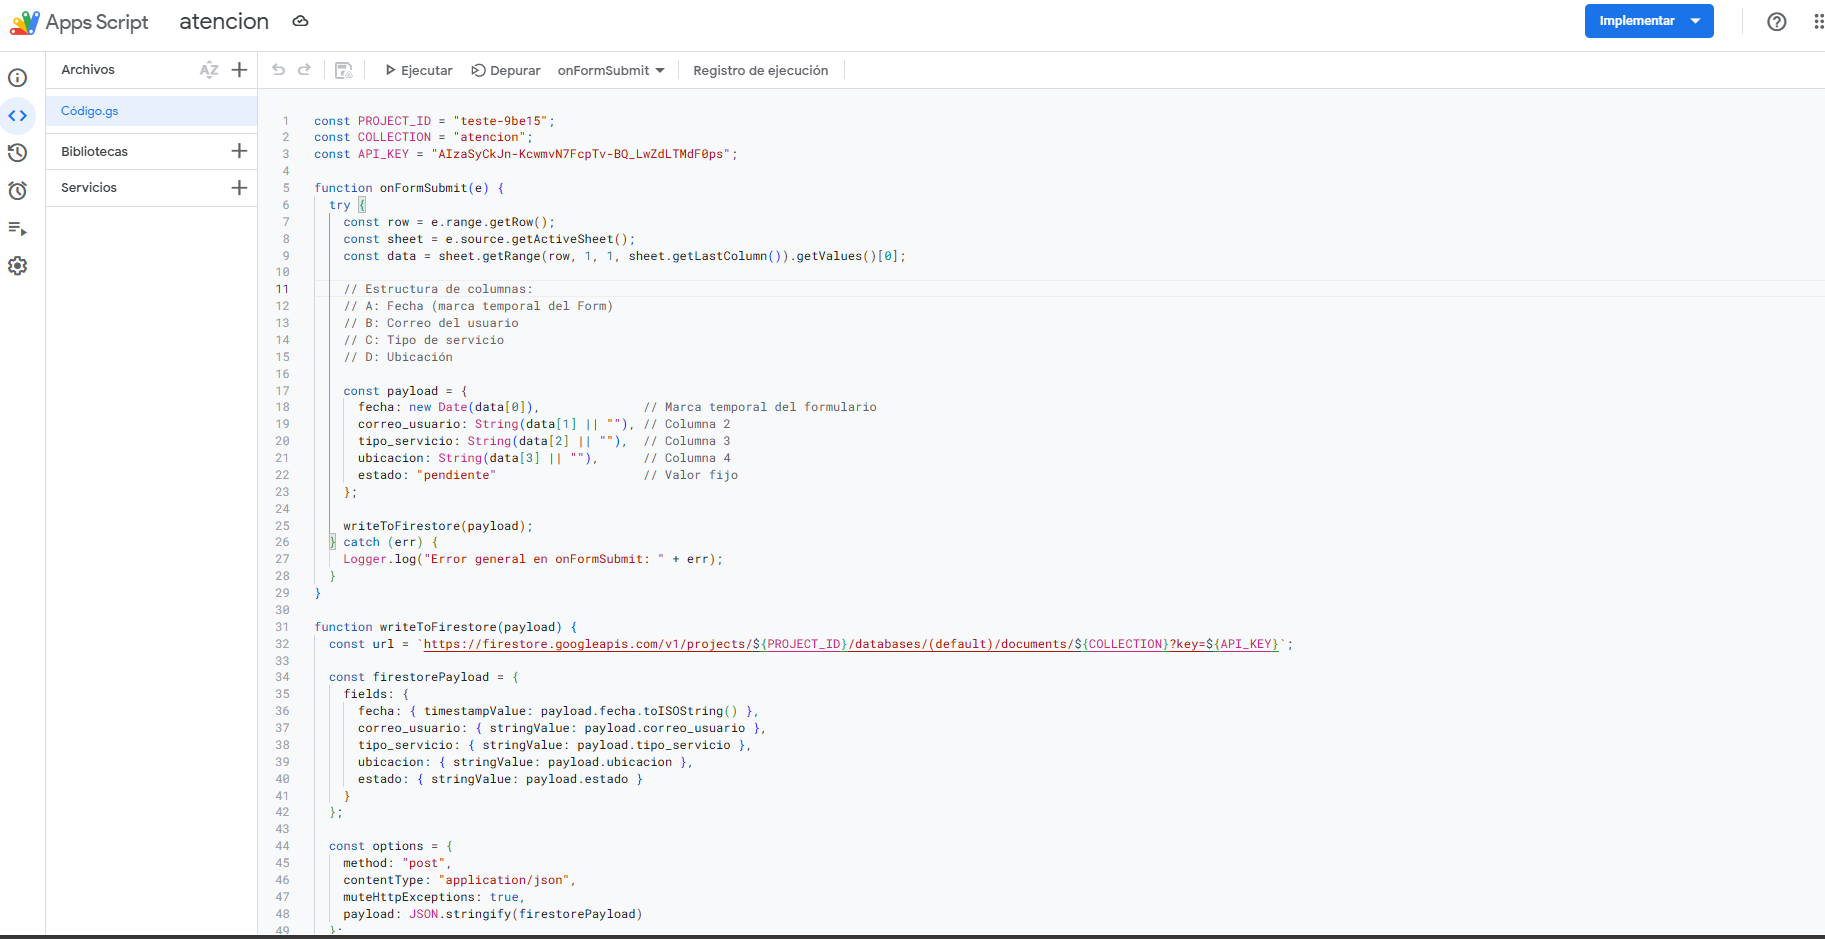 Apps Script atencion
Implementar
Archivos
Ejecutar Depurar onFormSubmit Registro de ejecución
Código.gs
Bibliotecas
Servicios
1 const PROJECT_ID = "teste-9be15";
2 const COLLECTION = "atencion";
3 const API_KEY = "AIzaSyCkJn-KcwmvN7FcpTv-BQ_LwZdLTMdF0ps";
4
5 function onFormSubmit(e) {
6 try {
7 const row = e.range.getRow();
8 const sheet = e.source.getActiveSheet();
9 const data = sheet.getRange(row, 1, 1, sheet.getLastColumn()).getValues()[0];
10
11 // Estructura de columnas:
12 // A: Fecha (marca temporal del Form)
13 // B: Correo del usuario
14 // C: Tipo de servicio
15 // D: Ubicación
16
17 const payload = {
18 fecha: new Date(data[0]), // Marca temporal del formulario
19 correo_usuario: String(data[1] || ""), // Columna 2
20 tipo_servicio: String(data[2] || ""), // Columna 3
21 ubicacion: String(data[3] || ""), // Columna 4
22 estado: "pendiente" // Valor fijo
23 };
24
25 writeToFirestore(payload);
26 } catch (err) {
27 Logger.log("Error general en onFormSubmit: " + err);
28 }
29 }
30
31 function writeToFirestore(payload) {
32 const url = `https://firestore.googleapis.com/v1/projects/${PROJECT_ID}/databases/(default)/documents/${COLLECTION}?key=${API_KEY}`;
33
34 const firestorePayload = {
35 fields: {
36 fecha: { timestampValue: payload.fecha.toISOString() },
37 correo_usuario: { stringValue: payload.correo_usuario },
38 tipo_servicio: { stringValue: payload.tipo_servicio },
39 ubicacion: { stringValue: payload.ubicacion },
40 estado: { stringValue: payload.estado }
41 }
42 };
43
44 const options = {
45 method: "post",
46 contentType: "application/json",
47 muteHttpExceptions: true,
48 payload: JSON.stringify(firestorePayload)
49 };